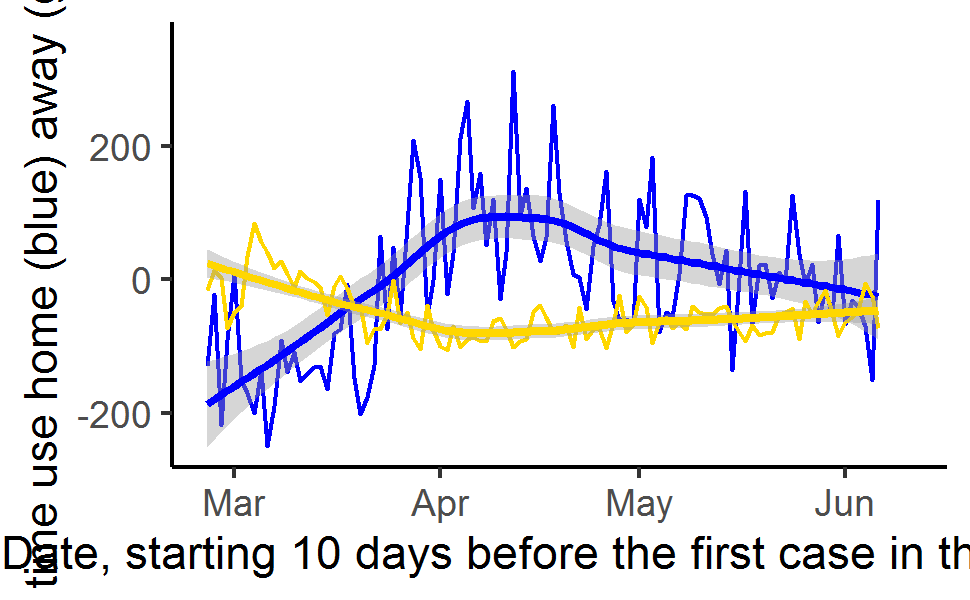 time use home (blue) away (
200
0
-200
Mar Apr May Jun
Date, starting 10 days before the first case in th